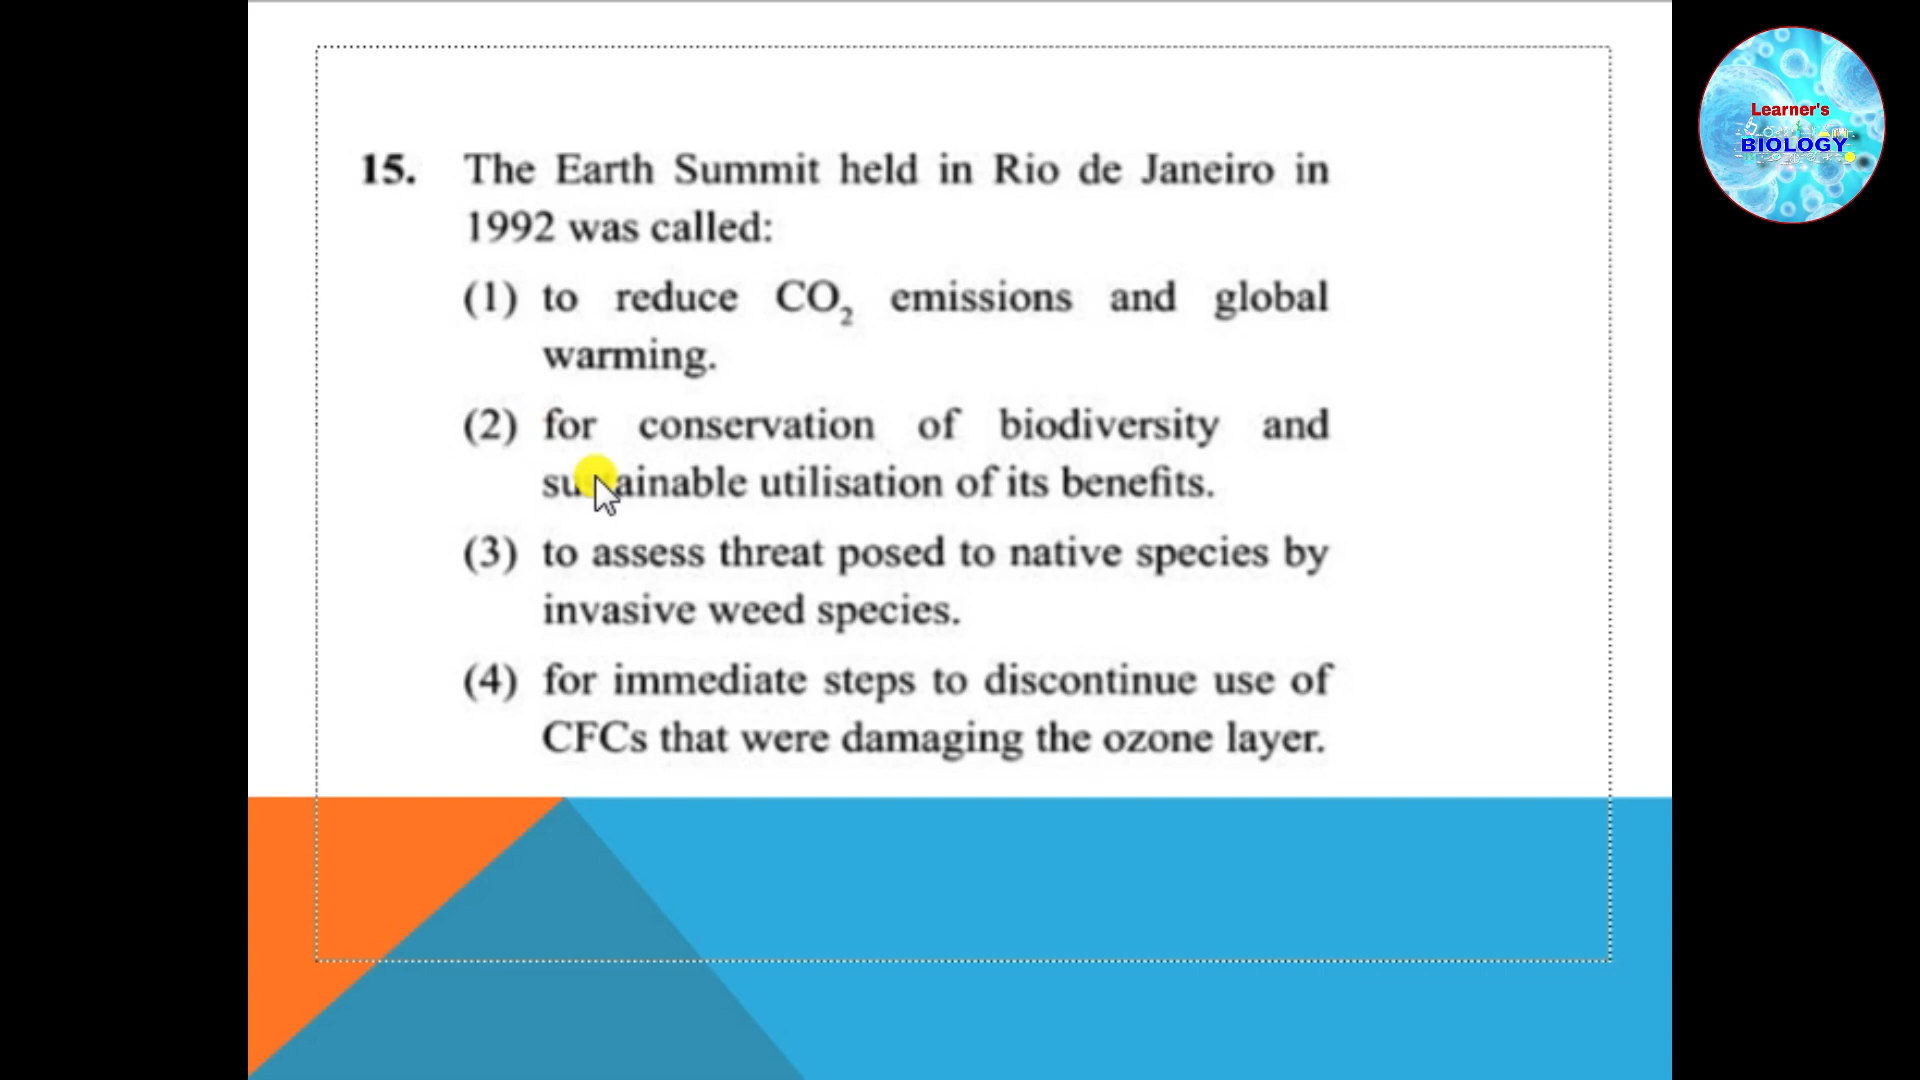 Learner's
BIOLOGY
15. The Earth Summit held in Rio de Janeiro in
1992 was called:
(1) to reduce CO₂ emissions and global
warming.
(2) for conservation of biodiversity and
sustainable utilisation of its benefits.
(3) to assess threat posed to native species by
invasive weed species.
(4) for immediate steps to discontinue use of
CFCs that were damaging the ozone layer.